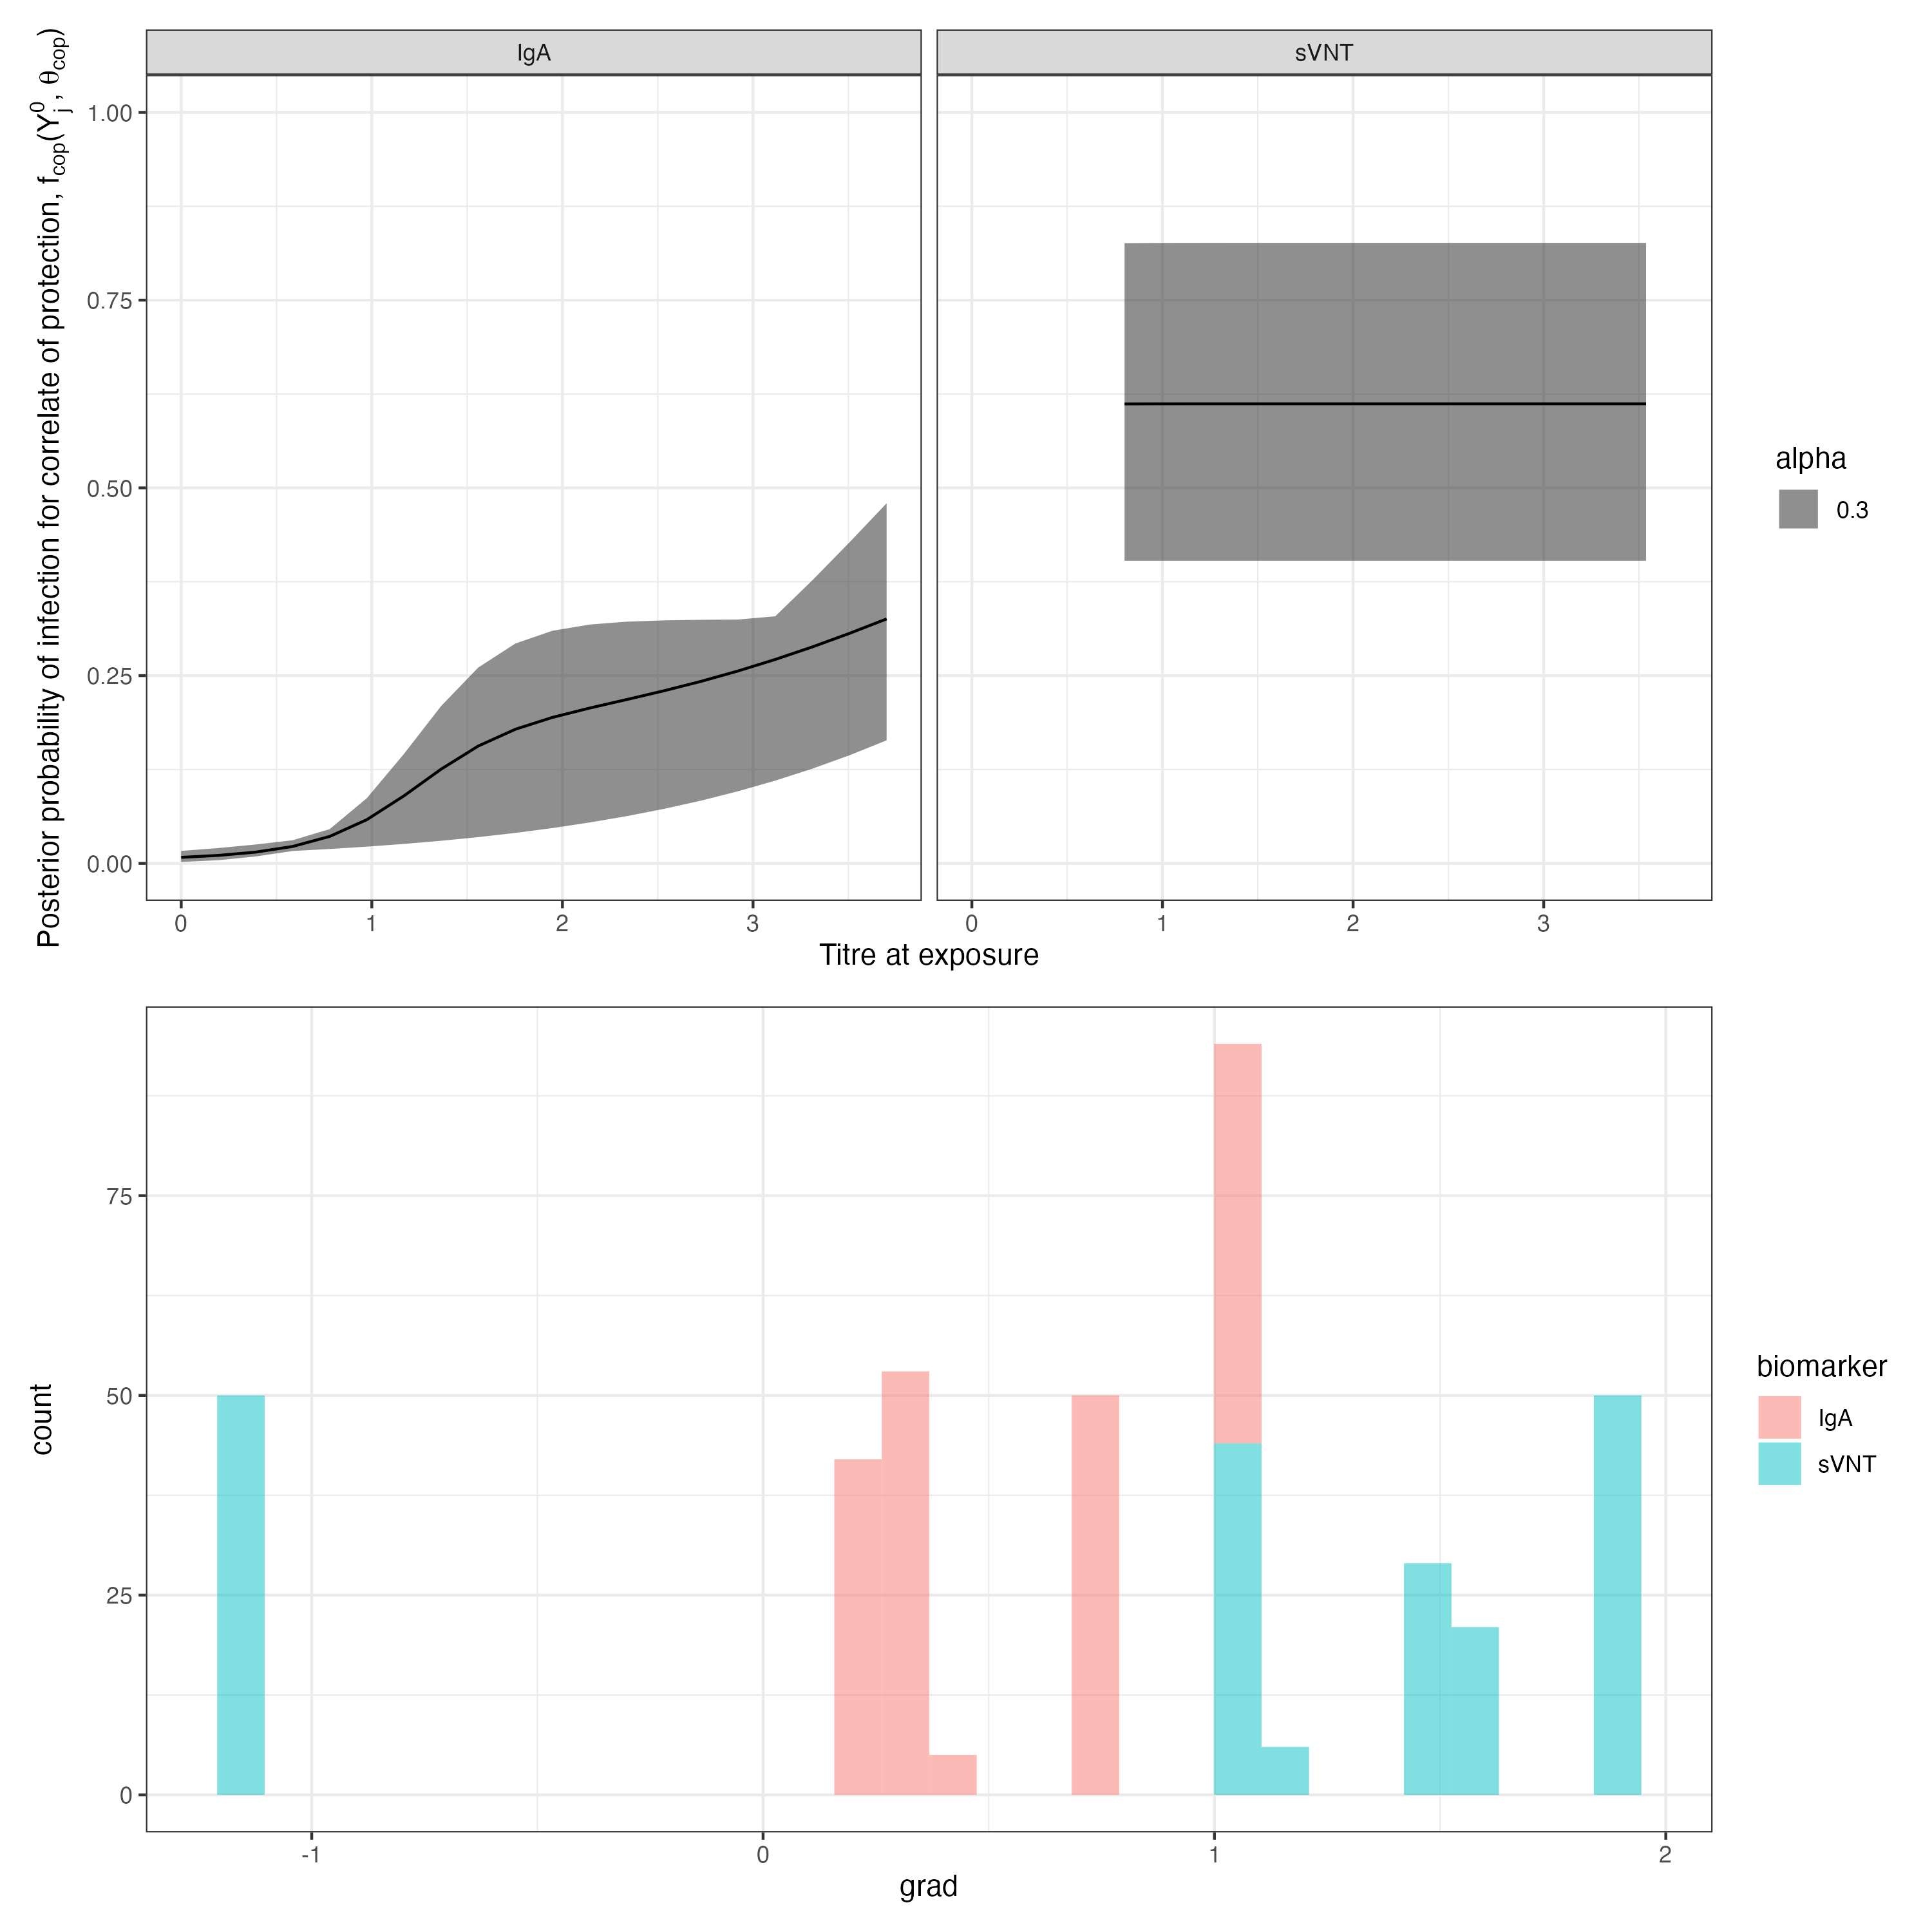 IgA
sVNT
Posterior probability of infection for correlate of protection, f_cop(Y_j^0, θ_cop)
1.00
0.75
0.50
0.25
0.00
0 1 2 3
0 1 2 3
Titre at exposure
alpha
0.3
count
75
50
25
0
-1 0 1 2
grad
biomarker
IgA
sVNT